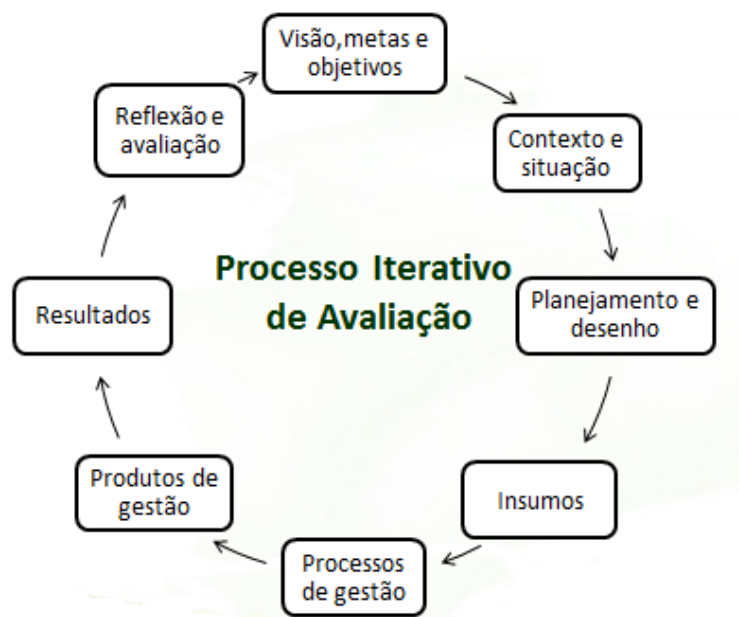 Visão,metas e
objetivos
Contexto e
situação
Planejamento e
desenho
Insumos
Processos
de gestão
Produtos de
gestão
Resultados
Reflexão e
avaliação
Processo Iterativo
de Avaliação